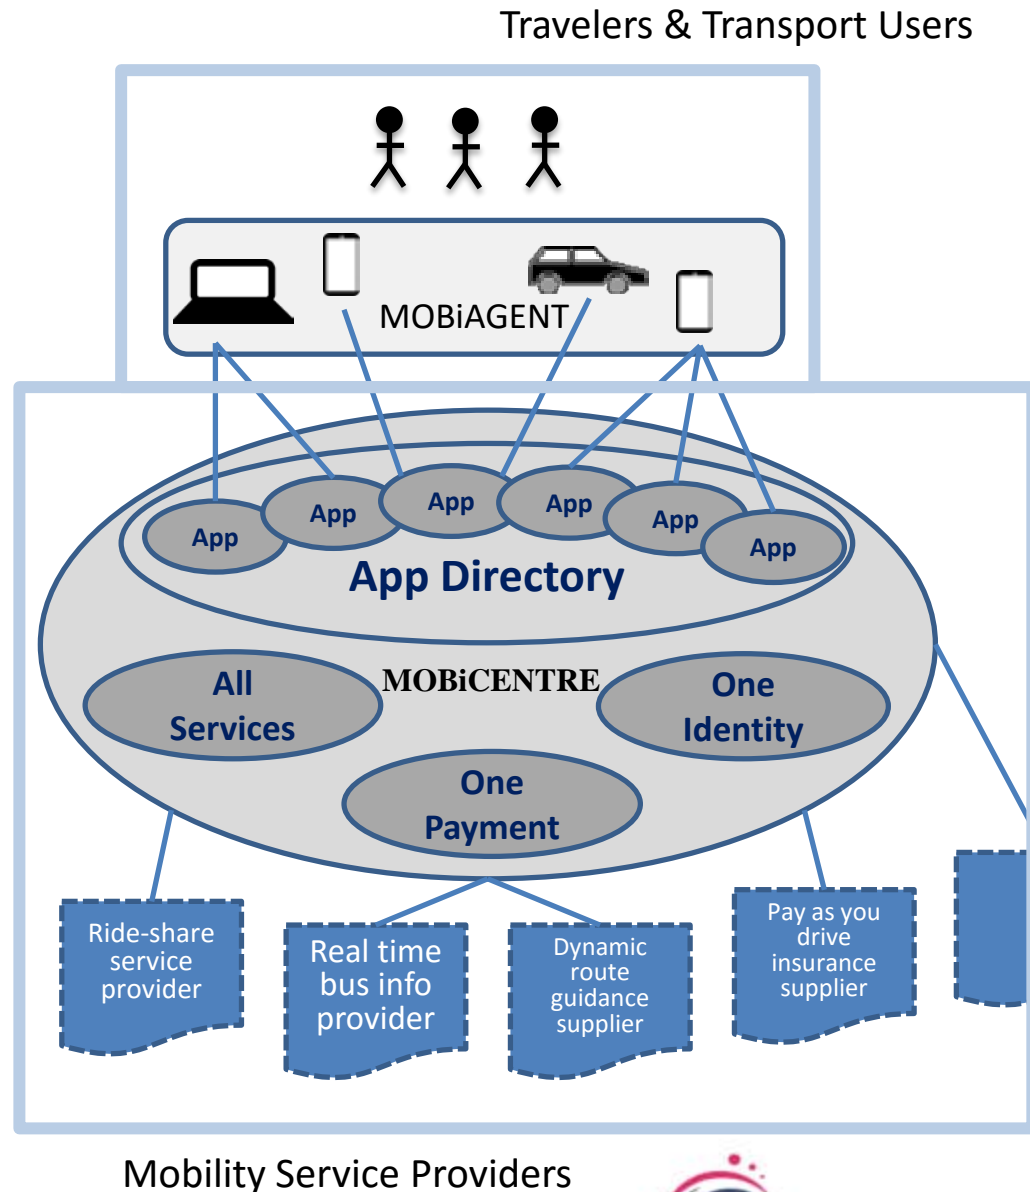 Travelers & Transport Users
MOBiAGENT
App
App
App
App
App
App
App Directory
MOBiCENTRE
All
Services
One
Identity
One
Payment
Ride-share
service
provider
Real time
bus info
provider
Dynamic
route
guidance
supplier
Pay as you
drive
insurance
supplier
Mobility Service Providers